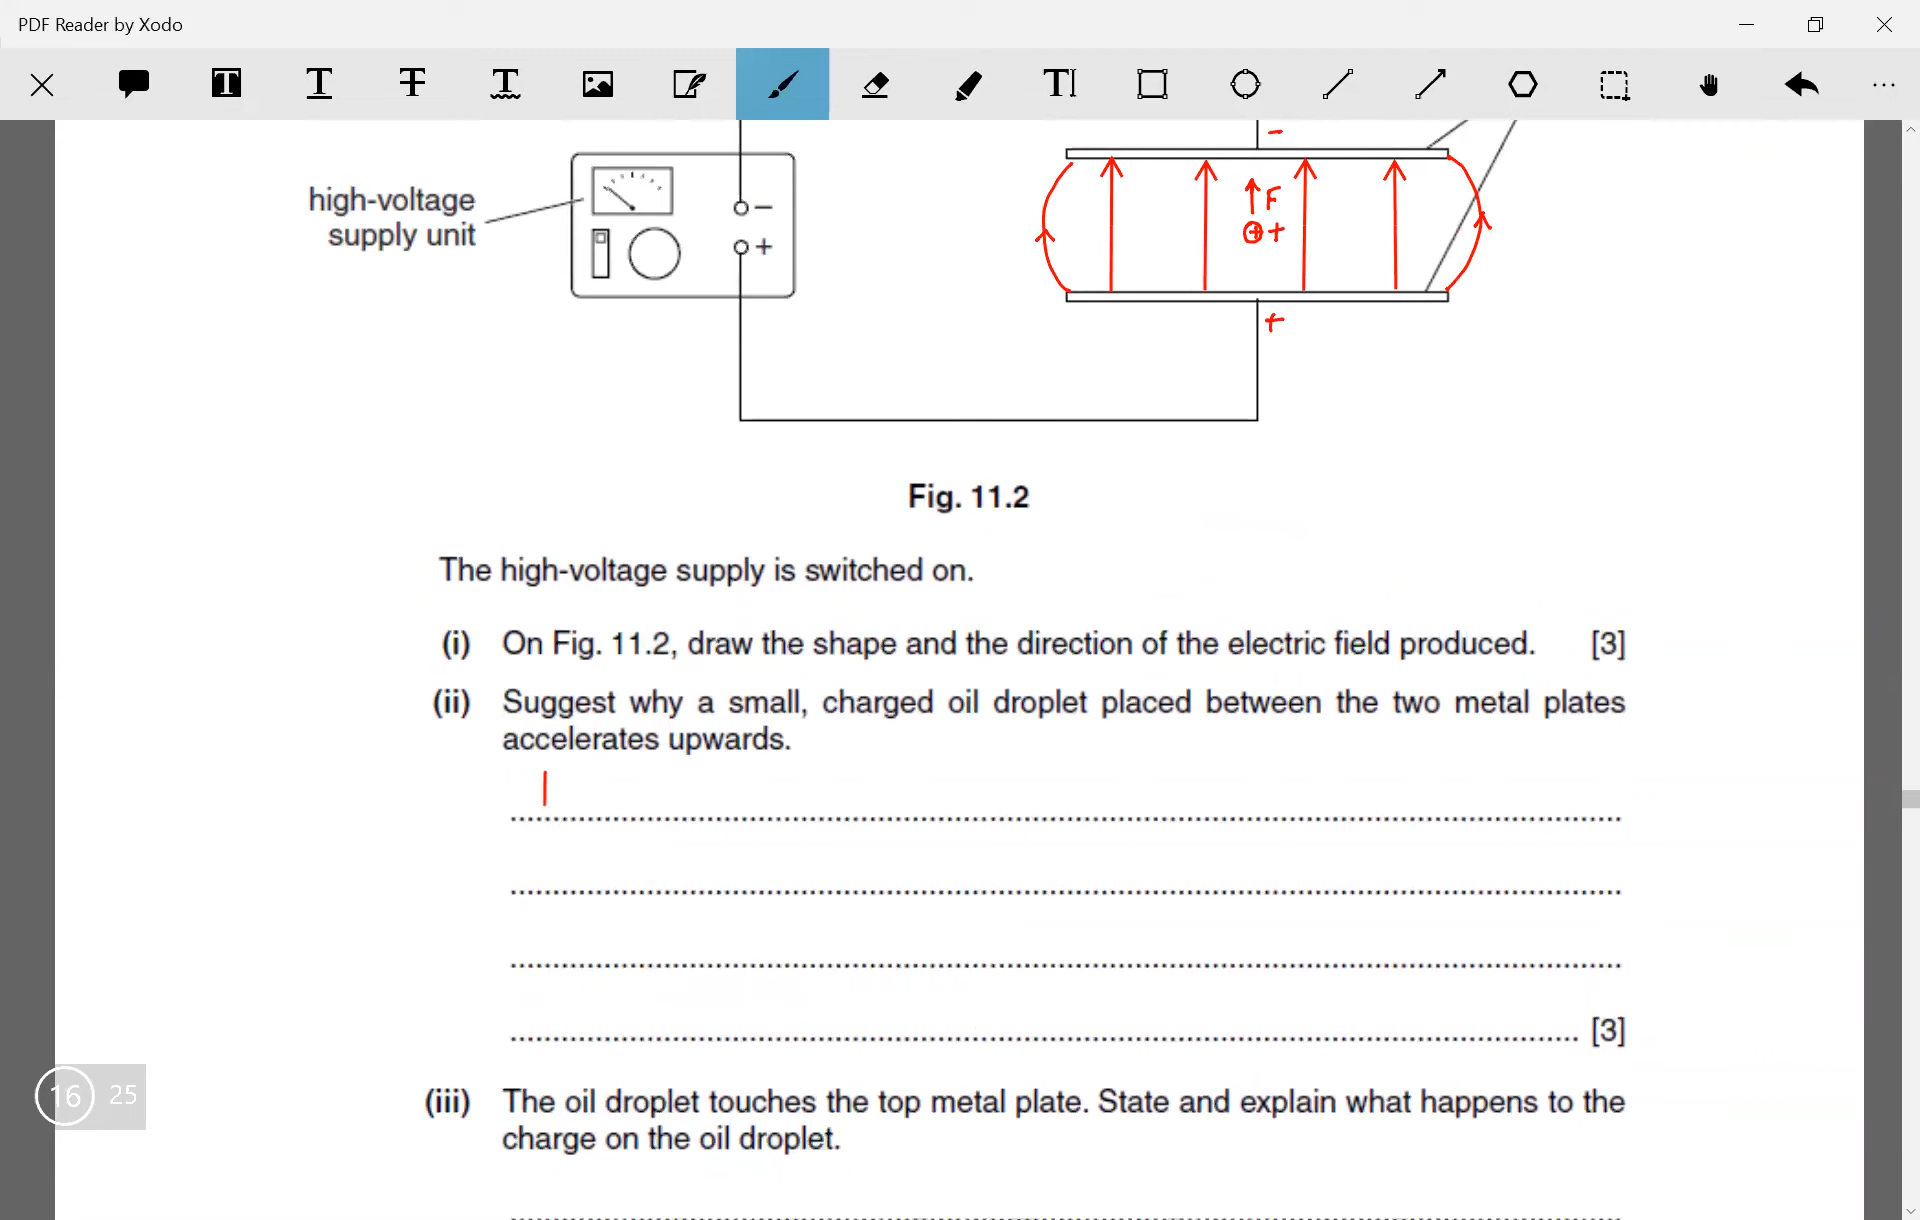 PDF Reader by Xodo
-
high-voltage
supply unit
−
+
F
+ +
+
Fig. 11.2
The high-voltage supply is switched on.
(i) On Fig. 11.2, draw the shape and the direction of the electric field produced. [3]
(ii) Suggest why a small, charged oil droplet placed between the two metal plates
accelerates upwards.
[3]
(iii) The oil droplet touches the top metal plate. State and explain what happens to the
charge on the oil droplet.
16 25